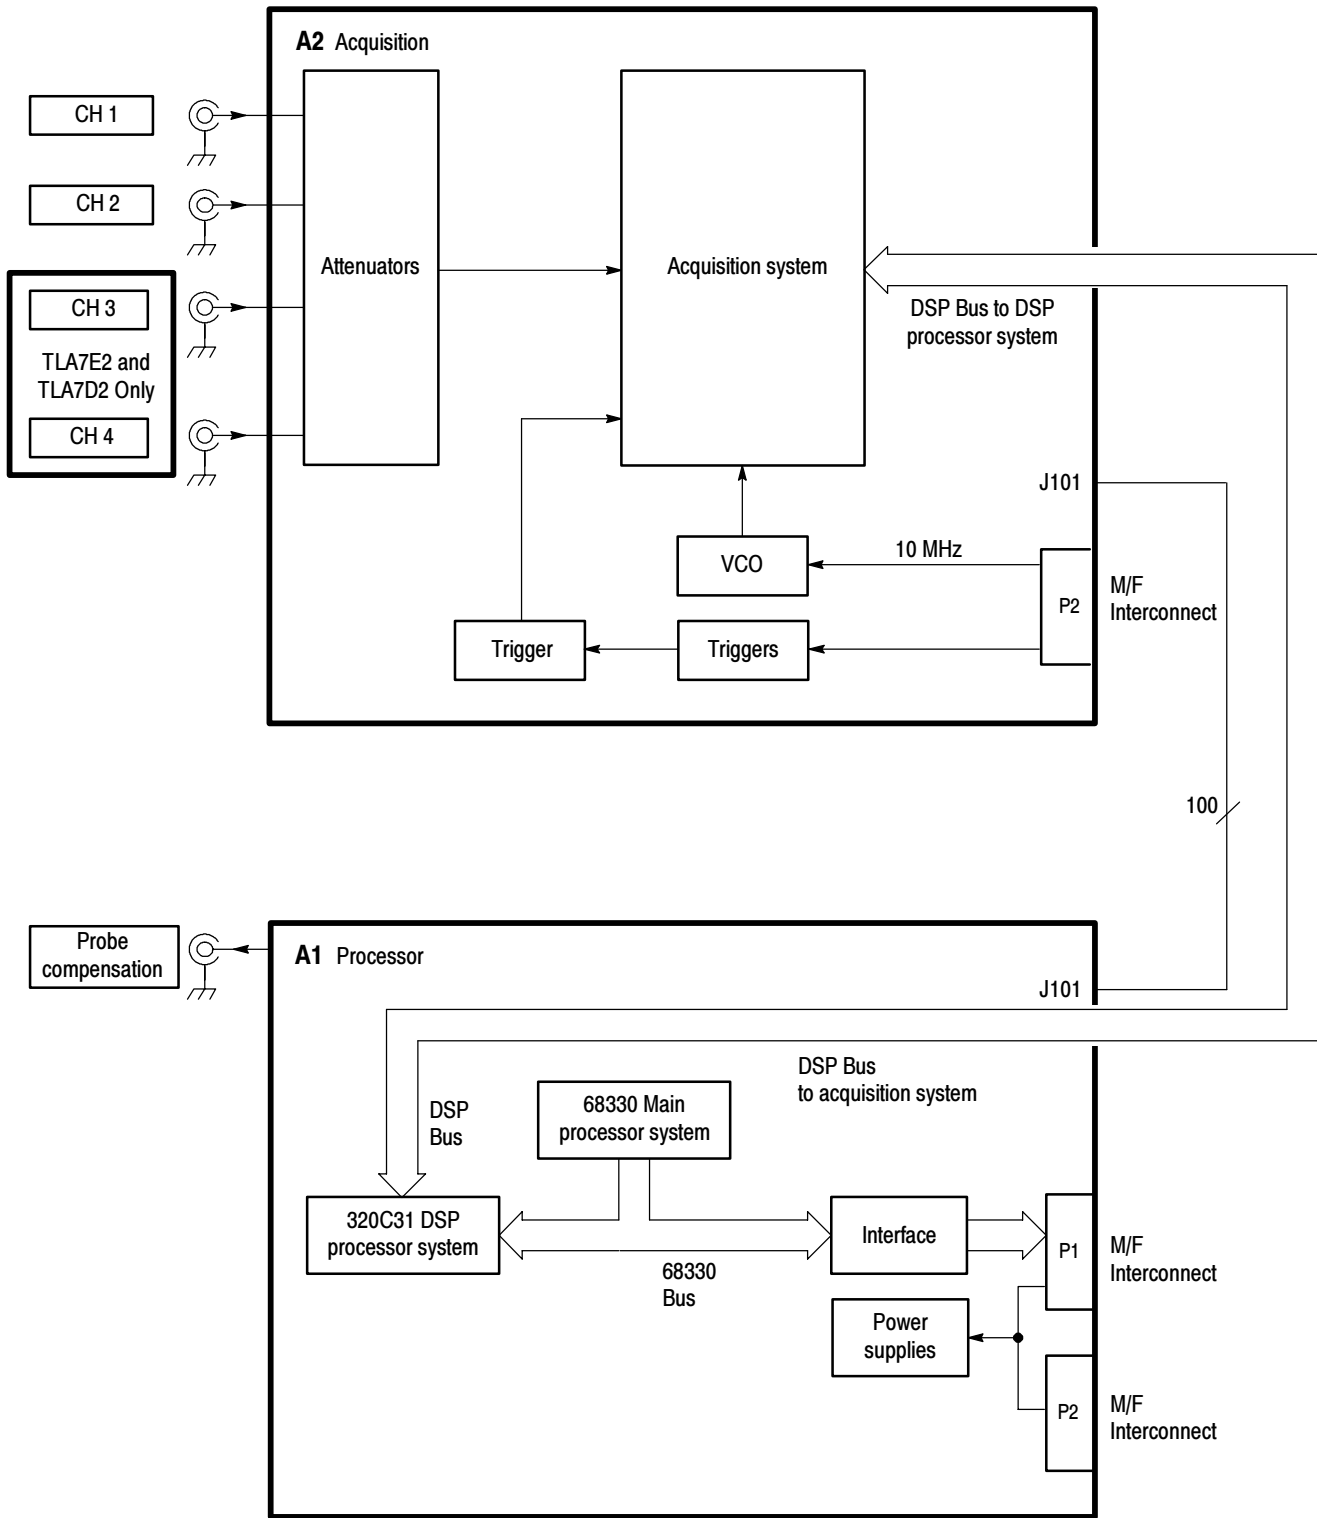 A2 Acquisition
CH 1
CH 2
CH 3
TLA7E2 and
TLA7D2 Only
CH 4
Attenuators
Acquisition system
DSP Bus to DSP
processor system
J101
VCO
10 MHz
P2
M/F
Interconnect
Trigger
Triggers
100
Probe
compensation
A1 Processor
J101
DSP Bus
to acquisition system
DSP
Bus
68330 Main
processor system
320C31 DSP
processor system
68330
Bus
Interface
P1
M/F
Interconnect
Power
supplies
P2
M/F
Interconnect